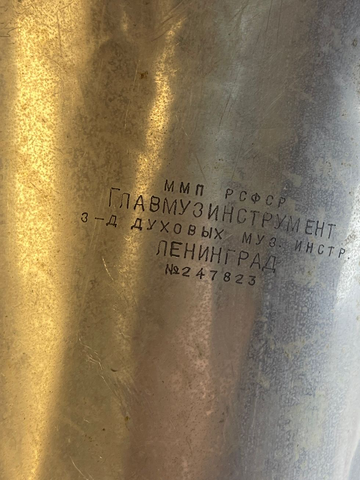 ММП РСФСР
ГЛАВМУЗИНСТРУМЕНТ
З-Д ДУХОВЫХ МУЗ. ИНСТР.
ЛЕНИНГРАД
№247823